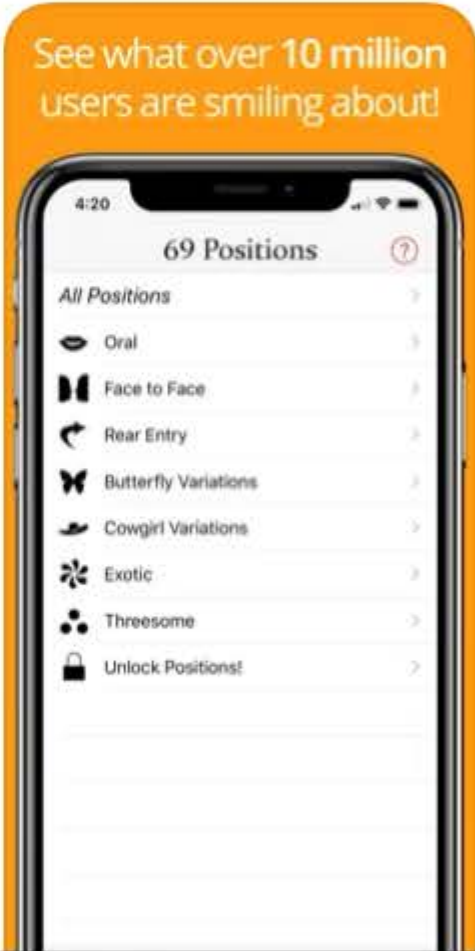 See what over 10 million
users are smiling about!
4:20
69 Positions
?
All Positions
Oral
Face to Face
Rear Entry
Butterfly Variations
Cowgirl Variations
Exotic
Threesome
Unlock Positions!